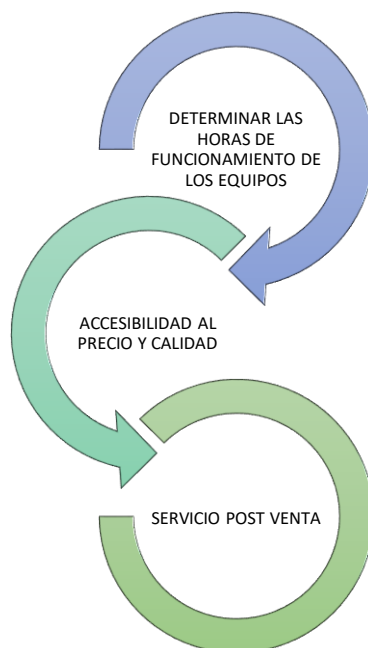 DETERMINAR LAS
HORAS DE
FUNCIONAMIENTO DE
LOS EQUIPOS
ACCESIBILIDAD AL
PRECIO Y CALIDAD
SERVICIO POST VENTA